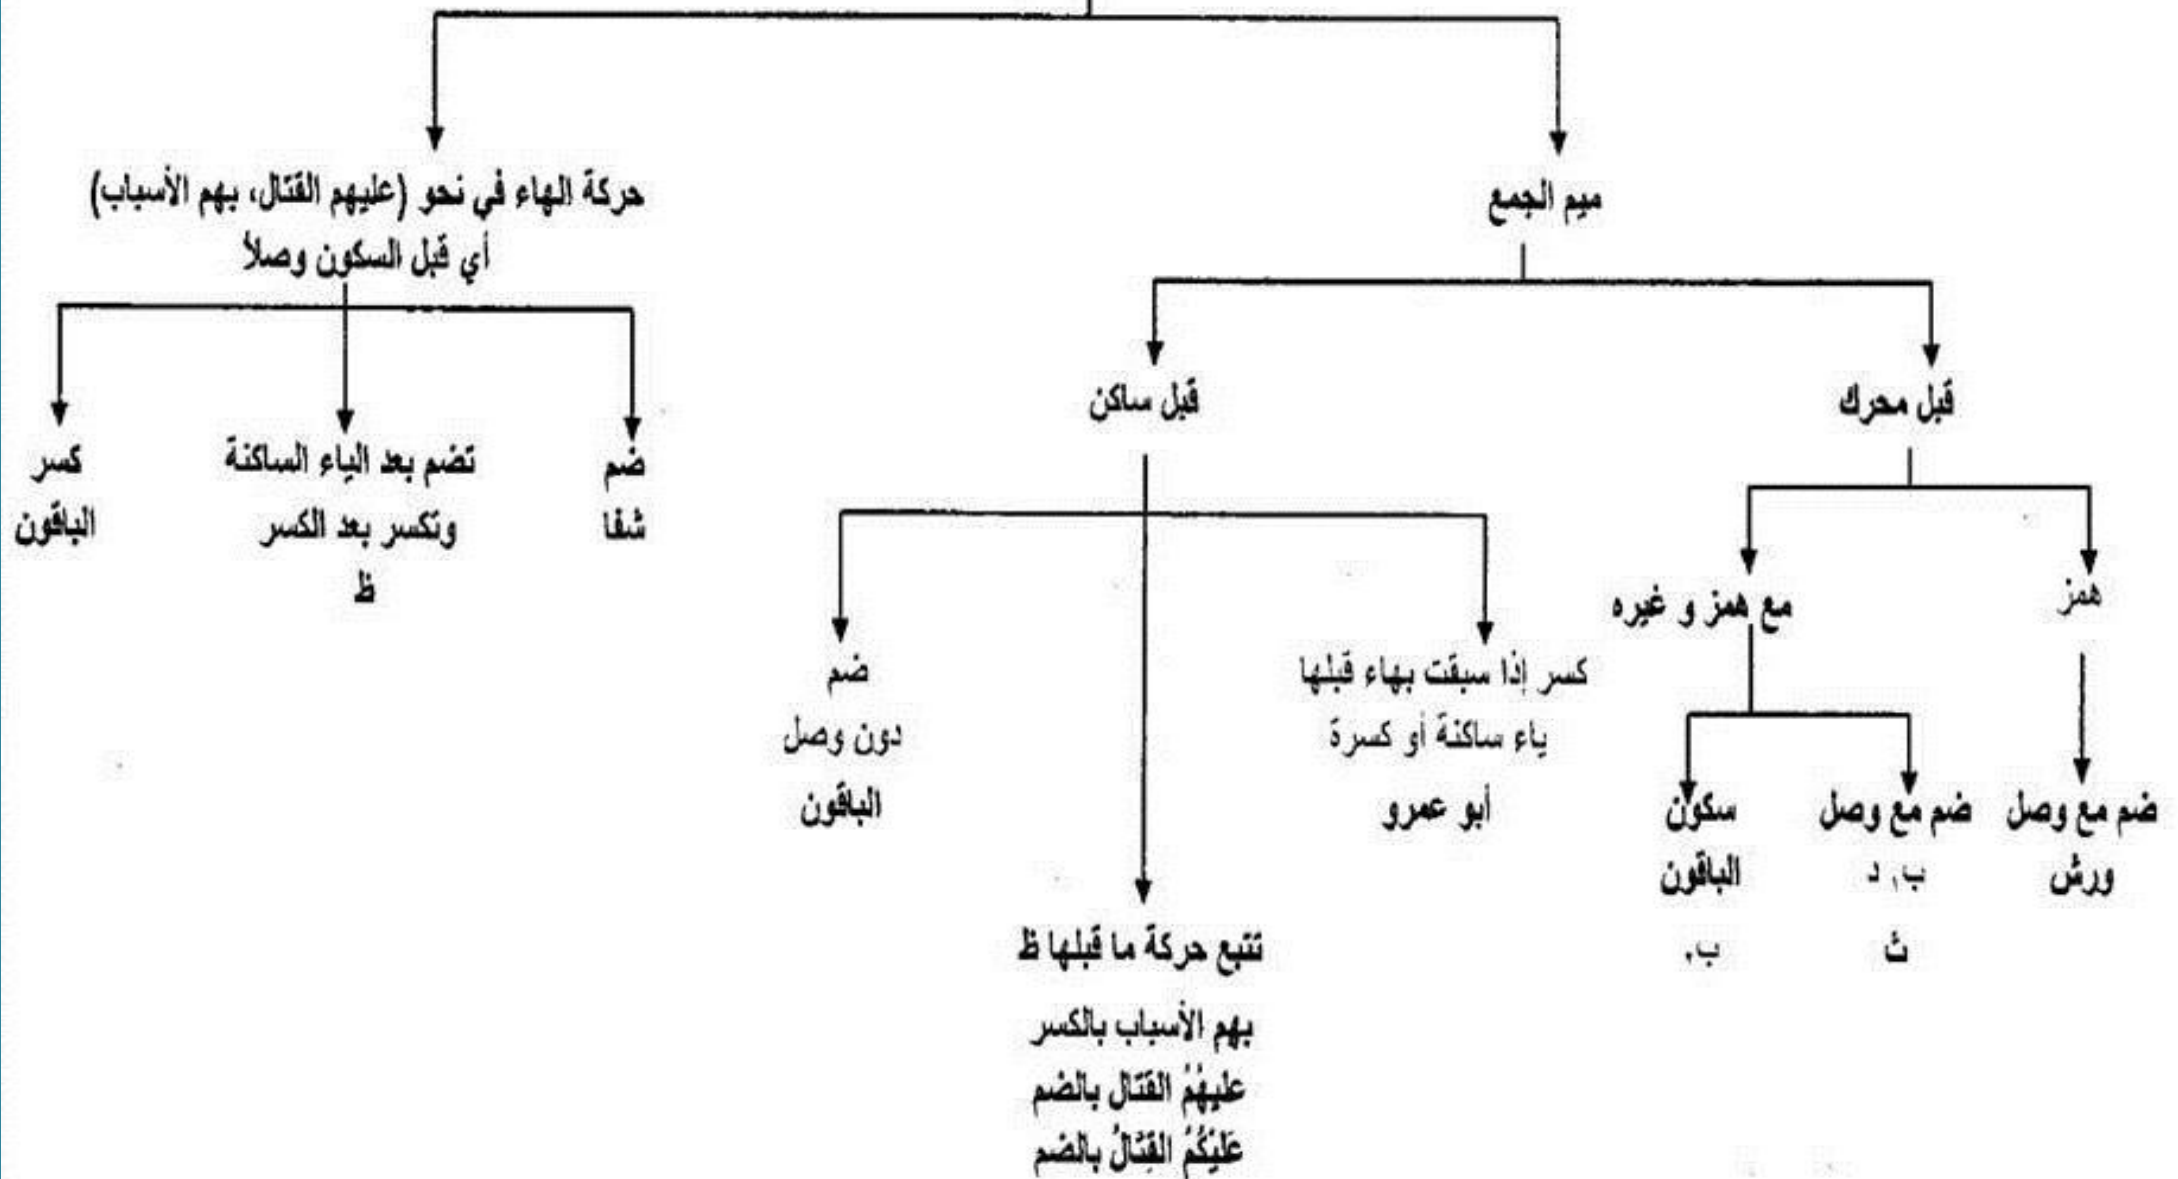 ميم الجمع
قبل محرك
همز
ضم مع وصل
ورش
مع همز و غيره
ضم مع وصل
ب، د
ث
سكون
الباقون
ب،
قبل ساكن
كسر إذا سبقت بهاء قبلها
ياء ساكنة أو كسرة
أبو عمرو
تتبع حركة ما قبلها ظ
بهم الأسباب بالكسر
عليهُمُ القتال بالضم
عَلَيْكُمُ القِتَالُ بالضم
ضم
دون وصل
الباقون
حركة الهاء في نحو (عليهم القتال، بهم الأسباب)
أي قبل السكون وصلاً
ضم
شفا
تضم بعد الياء الساكنة
وتكسر بعد الكسر
ظ
كسر
الباقون